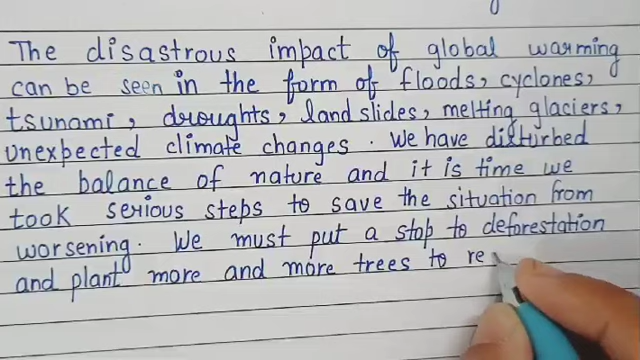 The disastrous impact of global warming
can be seen in the form of floods, cyclones,
tsunami, droughts, landslides, melting glaciers,
unexpected climate changes. We have disturbed
the balance of nature and it is time we
took serious steps to save the situation from
worsening. We must put a stop to deforestation
and plant more and more trees to re